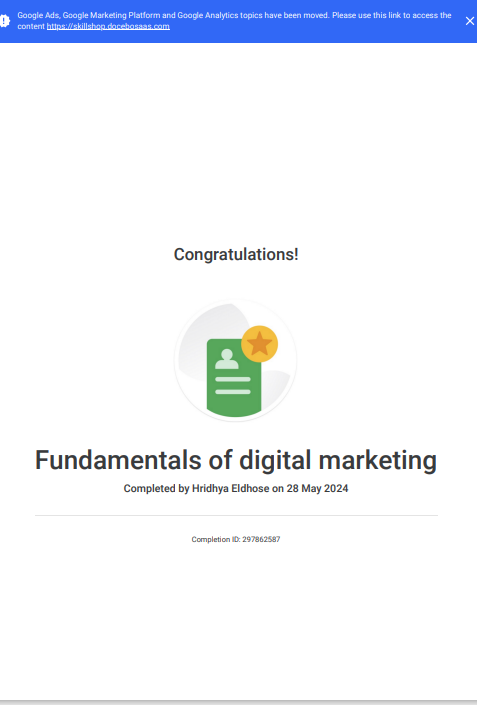 Google Ads, Google Marketing Platform and Google Analytics topics have been moved. Please use this link to access the
content https://skillshop.docebosaas.com
Congratulations!
Fundamentals of digital marketing
Completed by Hridhya Eldhose on 28 May 2024
Completion ID: 297862587